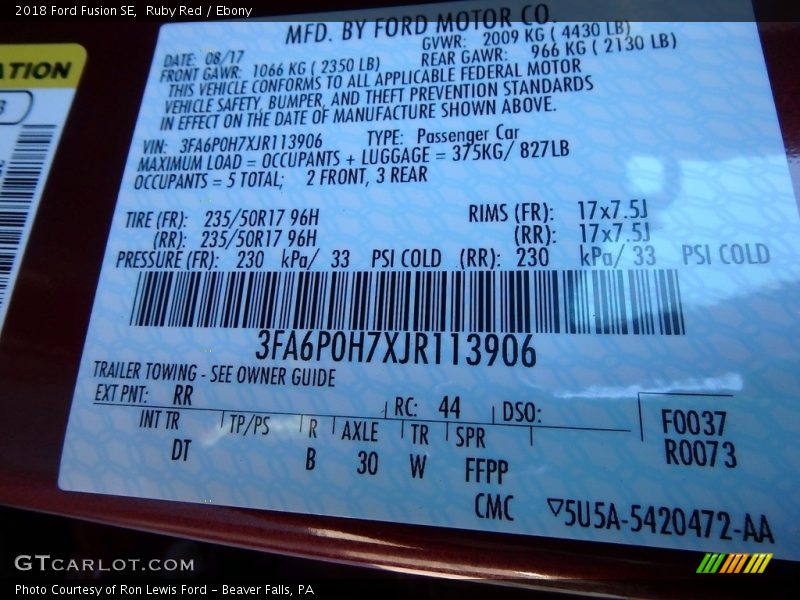 2018 Ford Fusion SE,  Ruby Red / Ebony
ATION
MFD. BY FORD MOTOR CO.
DATE: 08/17   GVWR: 2009 KG ( 4430 LB)
FRONT GAWR: 1066 KG ( 2350 LB)   REAR GAWR: 966 KG ( 2130 LB)
THIS VEHICLE CONFORMS TO ALL APPLICABLE FEDERAL MOTOR
VEHICLE SAFETY, BUMPER, AND THEFT PREVENTION STANDARDS
IN EFFECT ON THE DATE OF MANUFACTURE SHOWN ABOVE.
VIN: 3FA6P0H7XJR113906   TYPE: Passenger Car
MAXIMUM LOAD = OCCUPANTS + LUGGAGE = 375KG/ 827LB
OCCUPANTS = 5 TOTAL;   2 FRONT, 3 REAR
TIRE (FR): 235/50R17 96H   RIMS (FR): 17x7.5J
(RR): 235/50R17 96H   (RR): 17x7.5J
PRESSURE (FR): 230 kPa/ 33 PSI COLD (RR): 230 kPa/ 33 PSI COLD
3FA6P0H7XJR113906
TRAILER TOWING - SEE OWNER GUIDE
EXT PNT: RR   RC: 44   DSO:   F0037
INT TR   TP/PS   R   AXLE   TR   SPR   R0073
DT   B   30   W   FFPP
CMC   ▽5U5A-5420472-AA
GTCARLOT.COM
Photo Courtesy of Ron Lewis Ford - Beaver Falls, PA